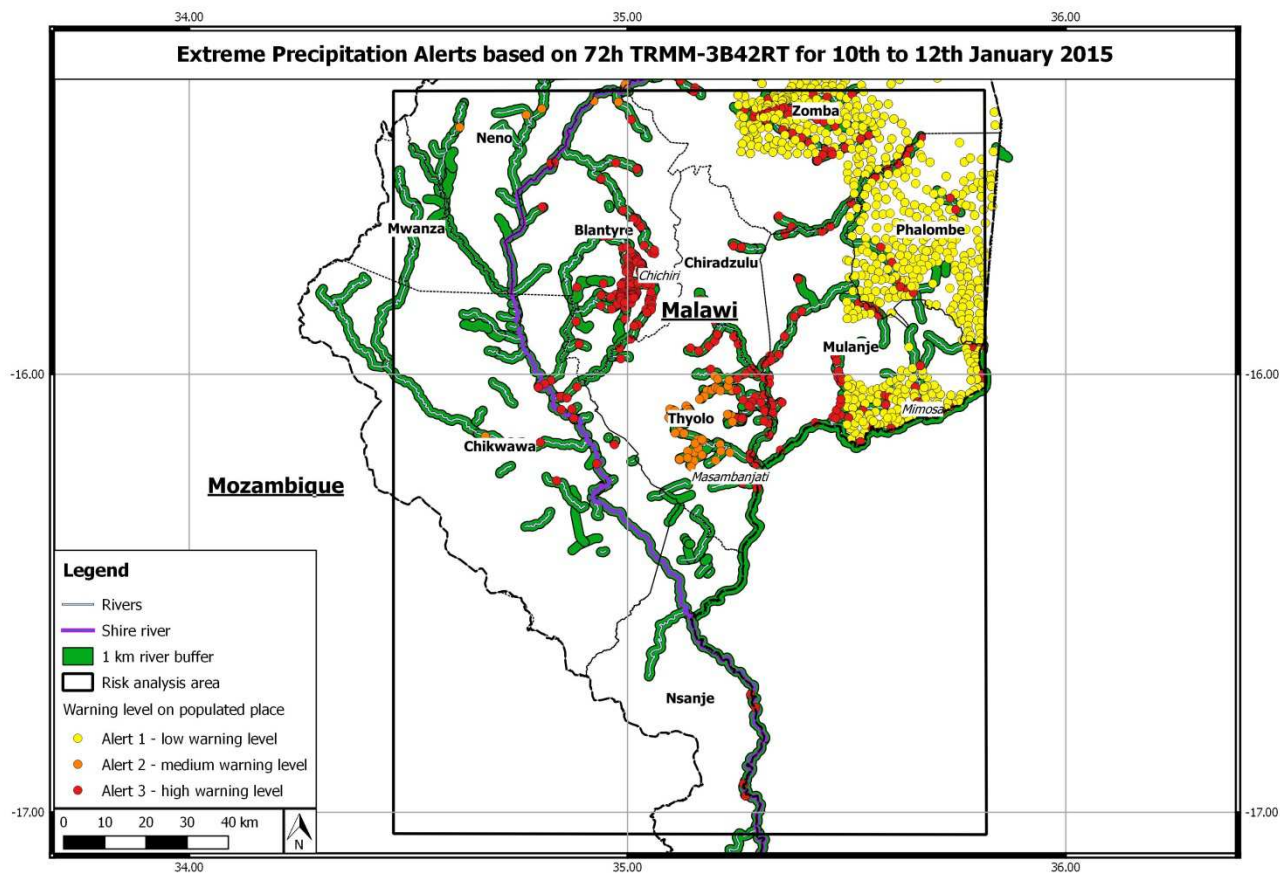 34.00 35.00 36.00
Extreme Precipitation Alerts based on 72h TRMM-3B42RT for 10th to 12th January 2015
Zomba
Neno
Mwanza
Blantyre
Phalombe
Chiradzulu
Chichiri
Malawi
Mulanje
-16.00 -16.00
Mimosa
Thyolo
Chikwawa
Masambanjati
Mozambique
Legend
Rivers
Shire river
1 km river buffer
Risk analysis area
Nsanje
Warning level on populated place
Alert 1 - low warning level
Alert 2 - medium warning level
Alert 3 - high warning level
-17.00 -17.00
0 10 20 30 40 km
N
34.00 35.00 36.00